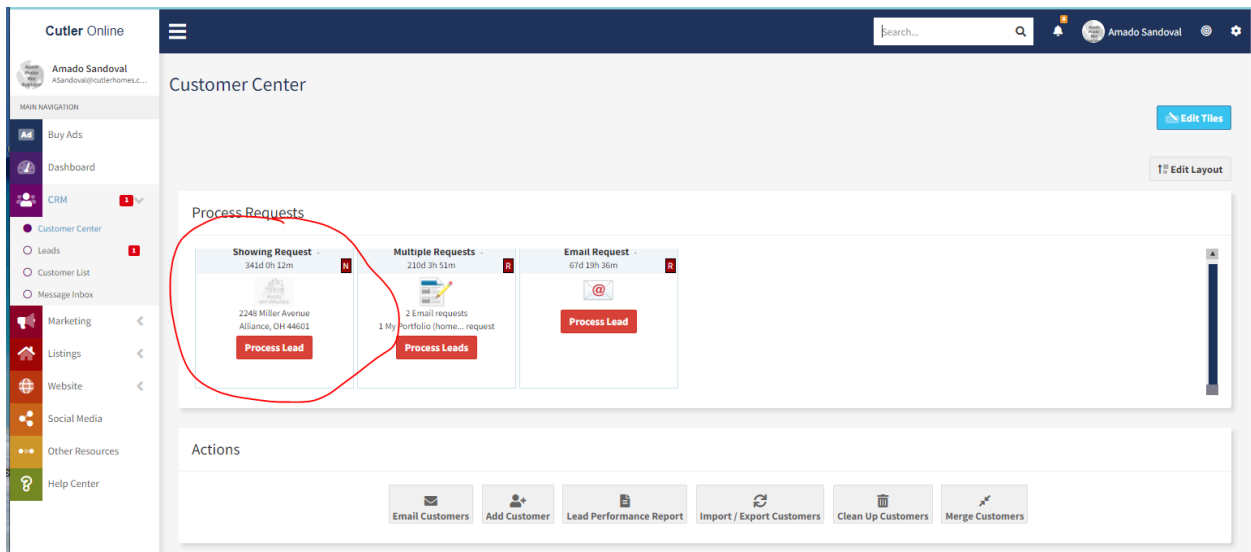 Cutler Online
Search...
8
Amado Sandoval
Amado Sandoval
ASandoval@cutlerhomes.c...
MAIN NAVIGATION
Ad Buy Ads
Dashboard
CRM 1
Customer Center
Leads 1
Customer List
Message Inbox
Marketing
Listings
Website
Social Media
Other Resources
Help Center
Customer Center
Edit Tiles
Edit Layout
Process Requests
Showing Request -
341d 0h 12m N
2248 Miller Avenue
Alliance, OH 44601
Process Lead
Multiple Requests -
210d 3h 51m R
2 Email requests
1 My Portfolio (home... request
Process Leads
Email Request -
67d 19h 36m R
@
Process Lead
Actions
Email Customers
Add Customer
Lead Performance Report
Import / Export Customers
Clean Up Customers
Merge Customers